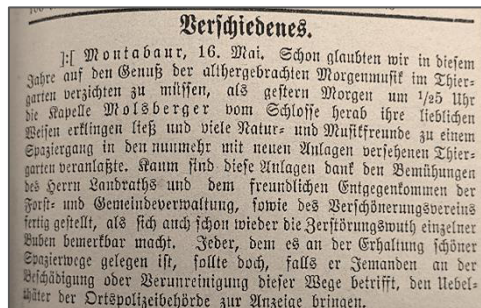 Verschiedenes.
]:[ Montabaur, 16. Mai. Schon glaubten wir in diesem
Jahre auf den Genuß der althergebrachten Morgenmusik im Thier-
garten verzichten zu müssen, als gestern Morgen um 1/25 Uhr
die Kapelle Molsberger vom Schlosse herab ihre lieblichen
Weisen erklingen ließ und viele Natur- und Musikfreunde zu einem
Spaziergang in den nunmehr mit neuen Anlagen versehenen Thier-
garten veranlaßte. Kaum sind diese Anlagen dank den Bemühungen
des Herrn Landraths und dem freundlichen Entgegenkommen der
Forst- und Gemeindeverwaltung, sowie des Verschönerungsvereins
fertig gestellt, als sich auch schon wieder die Zerstörungswuth einzelner
Buben bemerkbar macht. Jeder, dem es an der Erhaltung schöner
Spazierwege gelegen ist, sollte doch, falls er Jemanden an der
Beschädigung oder Verunreinigung dieser Wege betrifft, den Uebel-
thäter der Ortspolizeibehörde zur Anzeige bringen.